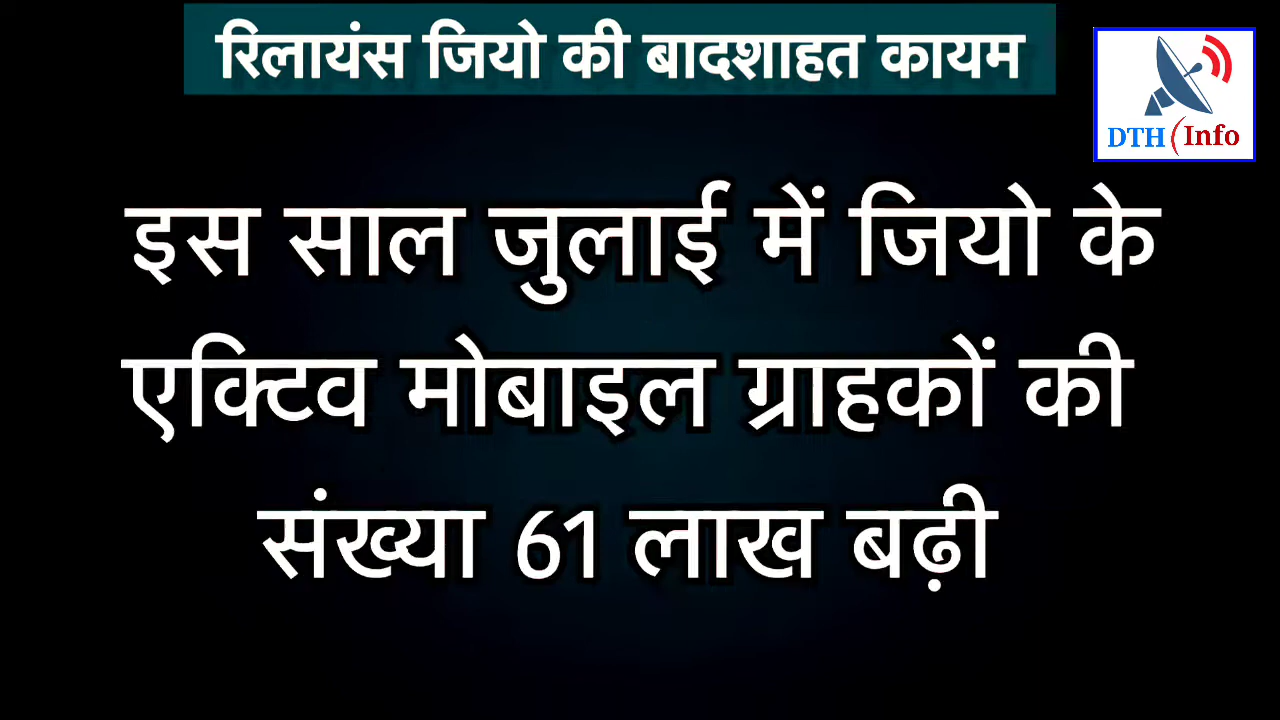 रिलायंस जियो की बादशाहत कायम
DTH Info
इस साल जुलाई में जियो के
एक्टिव मोबाइल ग्राहकों की
संख्या 61 लाख बढ़ी